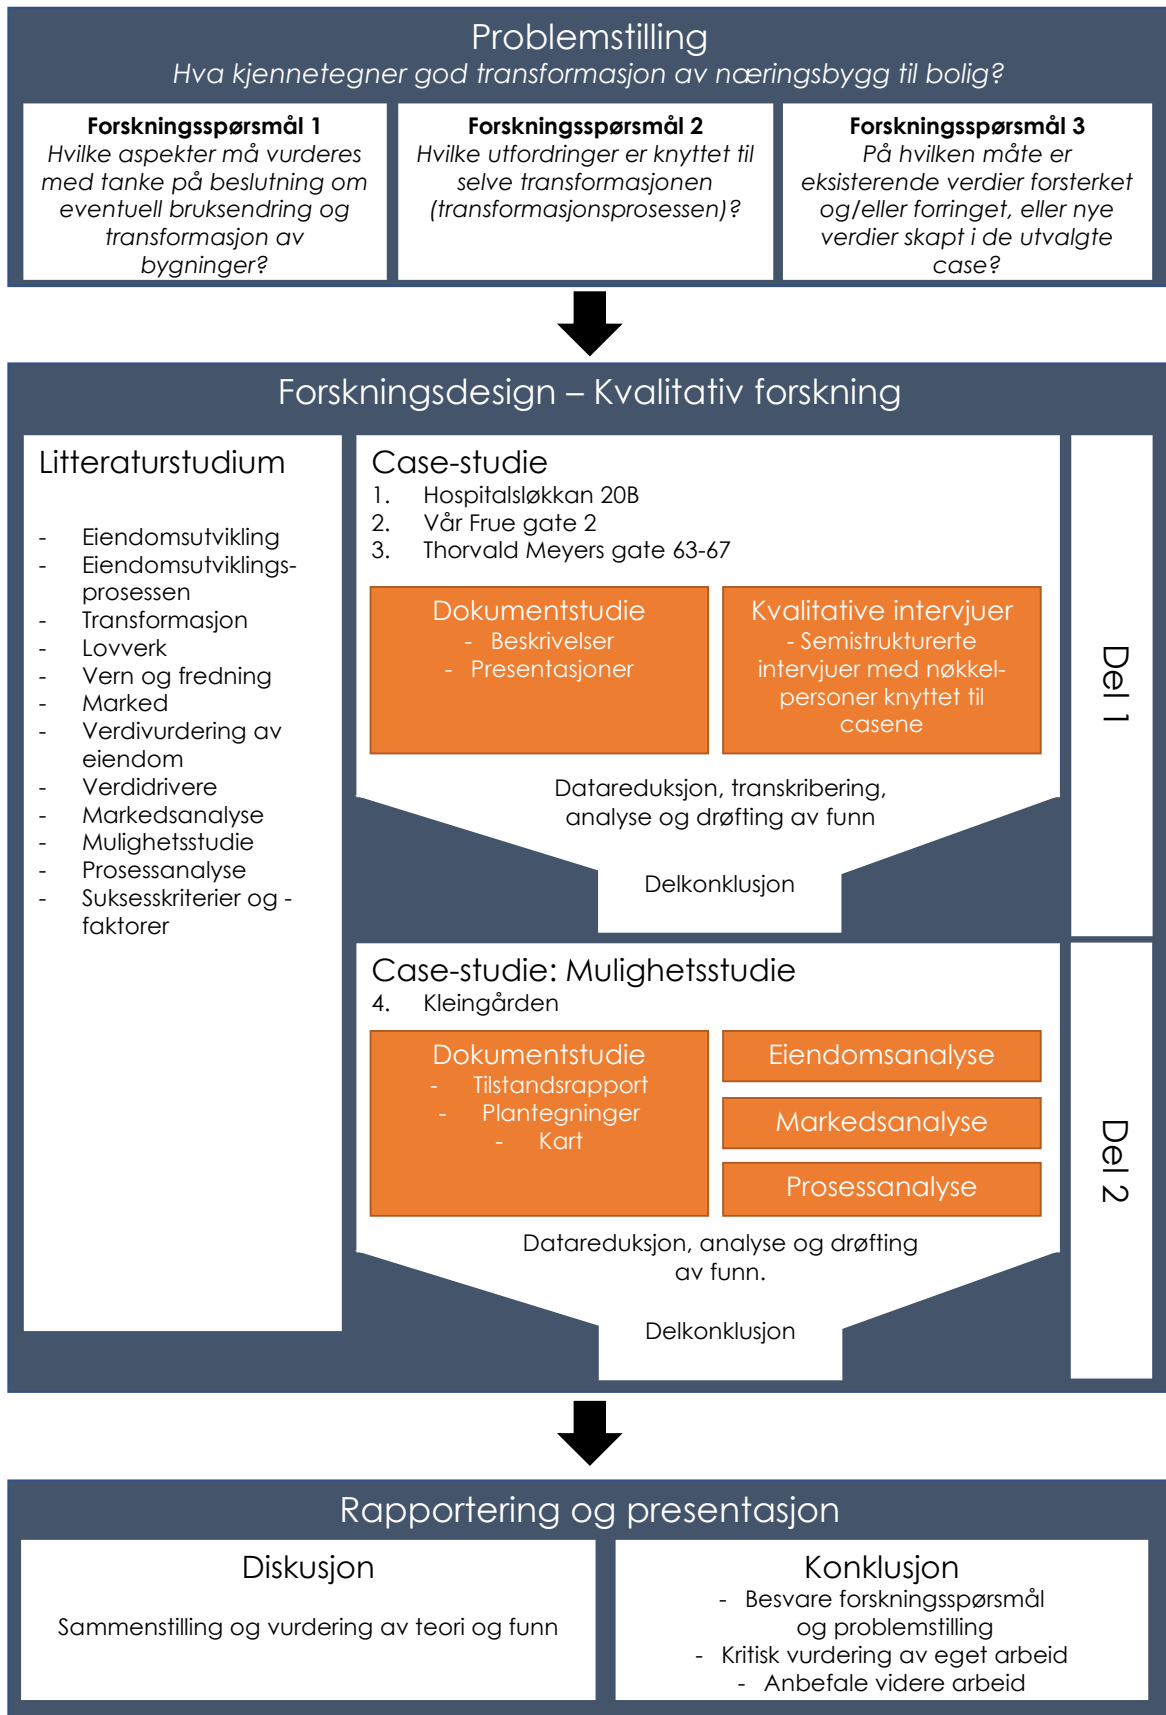 Problemstilling
Hva kjennetegner god transformasjon av næringsbygg til bolig?
Forskningsspørsmål 1
Hvilke aspekter må vurderes
med tanke på beslutning om
eventuell bruksendring og
transformasjon av
bygninger?
Forskningsspørsmål 2
Hvilke utfordringer er knyttet til
selve transformasjonen
(transformasjonsprosessen)?
Forskningsspørsmål 3
På hvilken måte er
eksisterende verdier forsterket
og/eller forringet, eller nye
verdier skapt i de utvalgte
case?
Forskningsdesign – Kvalitativ forskning
Litteraturstudium
- Eiendomsutvikling
- Eiendomsutviklings-
prosessen
- Transformasjon
- Lovverk
- Vern og fredning
- Marked
- Verdivurdering av
eiendom
- Verdidrivere
- Markedsanalyse
- Mulighetsstudie
- Prosessanalyse
- Suksesskriterier og -
faktorer
Case-studie
1. Hospitalsløkkan 20B
2. Vår Frue gate 2
3. Thorvald Meyers gate 63-67
Dokumentstudie
- Beskrivelser
- Presentasjoner
Kvalitative intervjuer
- Semistrukturerte
intervjuer med nøkkel-
personer knyttet til
casene
Datareduksjon, transkribering,
analyse og drøfting av funn
Delkonklusjon
Del 1
Case-studie: Mulighetsstudie
4. Kleingården
Dokumentstudie
- Tilstandsrapport
- Plantegninger
- Kart
Eiendomsanalyse
Markedsanalyse
Prosessanalyse
Datareduksjon, analyse og drøfting
av funn.
Delkonklusjon
Del 2
Rapportering og presentasjon
Diskusjon
Sammenstilling og vurdering av teori og funn
Konklusjon
- Besvare forskningsspørsmål
og problemstilling
- Kritisk vurdering av eget arbeid
- Anbefale videre arbeid